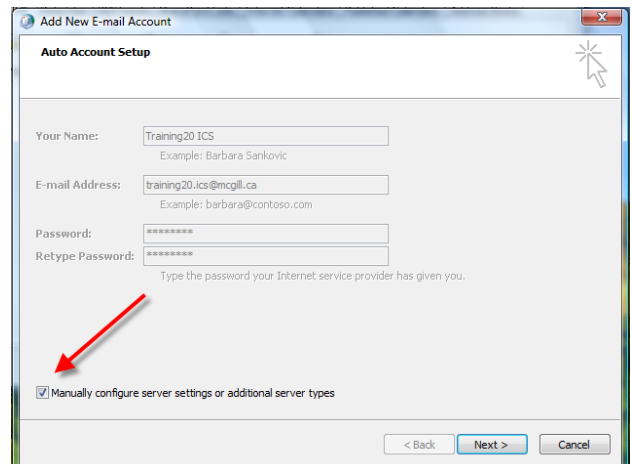 Add New E-mail Account
Auto Account Setup
Your Name:
Training20 ICS
Example: Barbara Sankovic
E-mail Address:
training20.ics@mcgill.ca
Example: barbara@contoso.com
Password:
********
Retype Password:
********
Type the password your Internet service provider has given you.
Manually configure server settings or additional server types
< Back
Next >
Cancel